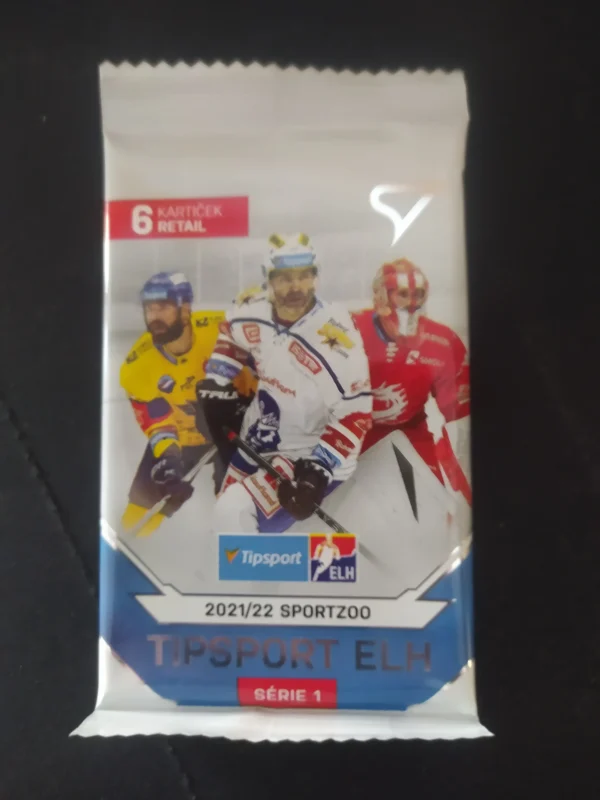 6 KARTIČEK
RETAIL
Tipsport
ELH
2021/22 SPORTZOO
TIPSPORT ELH
SÉRIE 1